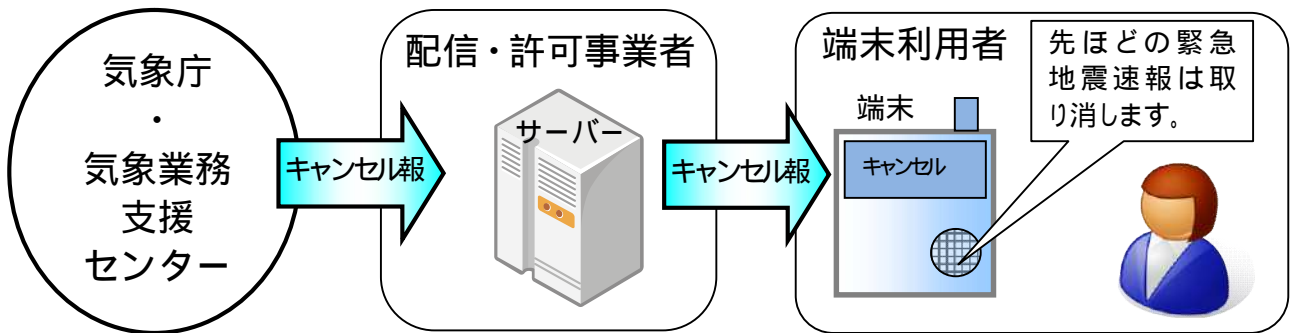 気象庁
・
気象業務
支援
センター
キャンセル報
配信・許可事業者
サーバー
キャンセル報
端末利用者
端末
キャンセル
先ほどの緊急
地震速報は取
り消します。